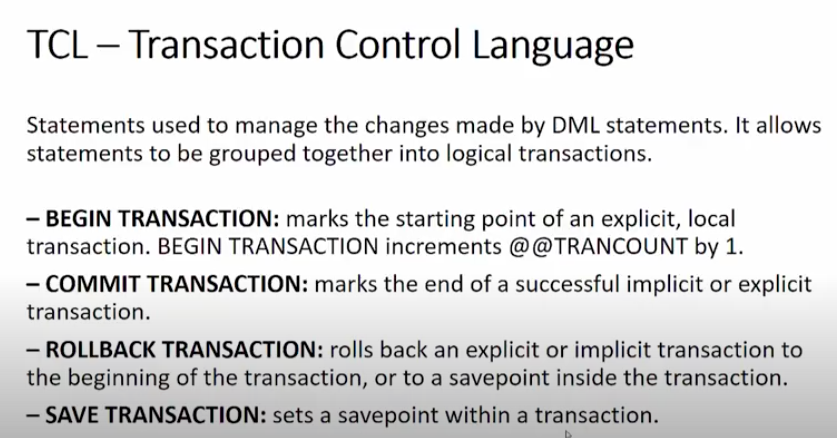 TCL – Transaction Control Language
Statements used to manage the changes made by DML statements. It allows
statements to be grouped together into logical transactions.
– BEGIN TRANSACTION: marks the starting point of an explicit, local
transaction. BEGIN TRANSACTION increments @@TRANCOUNT by 1.
– COMMIT TRANSACTION: marks the end of a successful implicit or explicit
transaction.
– ROLLBACK TRANSACTION: rolls back an explicit or implicit transaction to
the beginning of the transaction, or to a savepoint inside the transaction.
– SAVE TRANSACTION: sets a savepoint within a transaction.